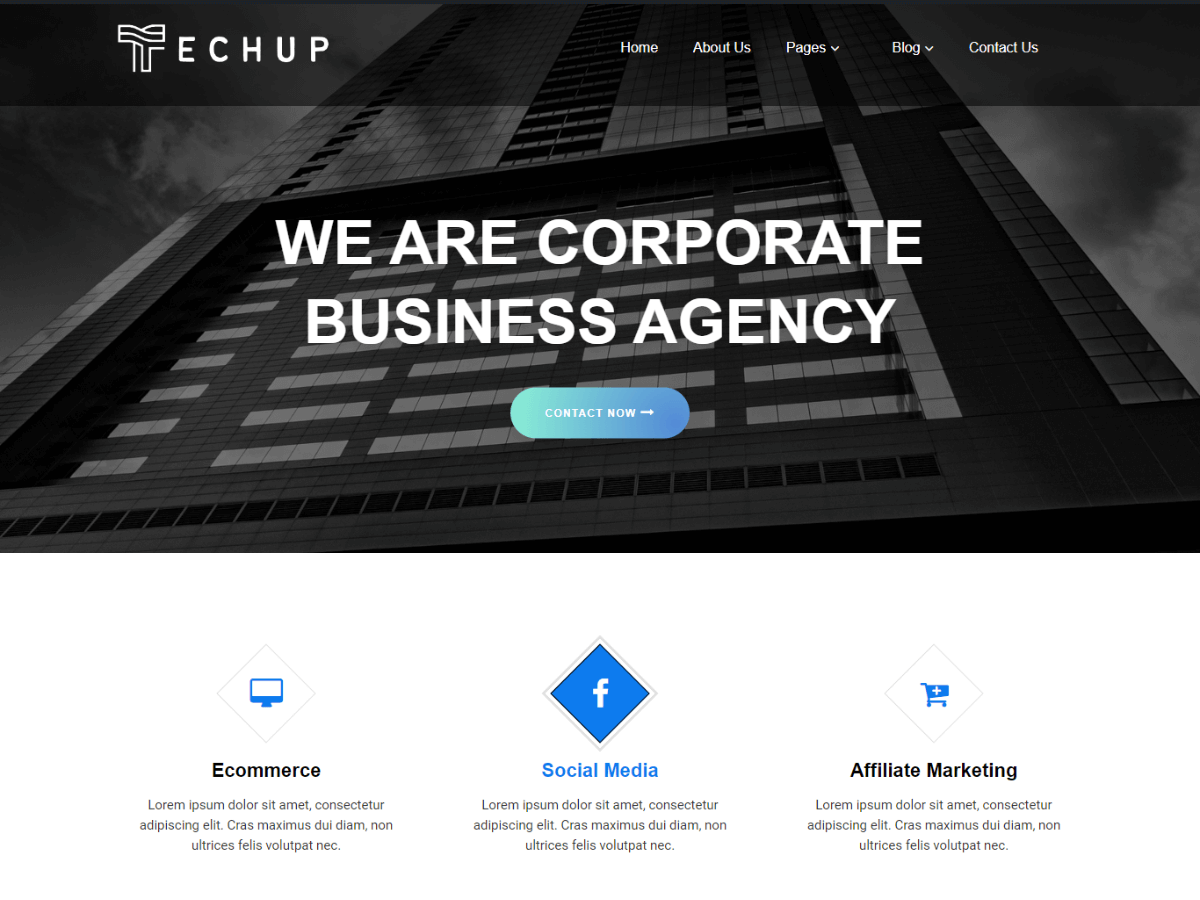 TECHUP
Home
About Us
Pages
Blog
Contact Us
WE ARE CORPORATE
BUSINESS AGENCY
CONTACT NOW
Ecommerce
Lorem ipsum dolor sit amet, consectetur
adipiscing elit. Cras maximus dui diam, non
ultrices felis volutpat nec.
Social Media
Lorem ipsum dolor sit amet, consectetur
adipiscing elit. Cras maximus dui diam, non
ultrices felis volutpat nec.
Affiliate Marketing
Lorem ipsum dolor sit amet, consectetur
adipiscing elit. Cras maximus dui diam, non
ultrices felis volutpat nec.